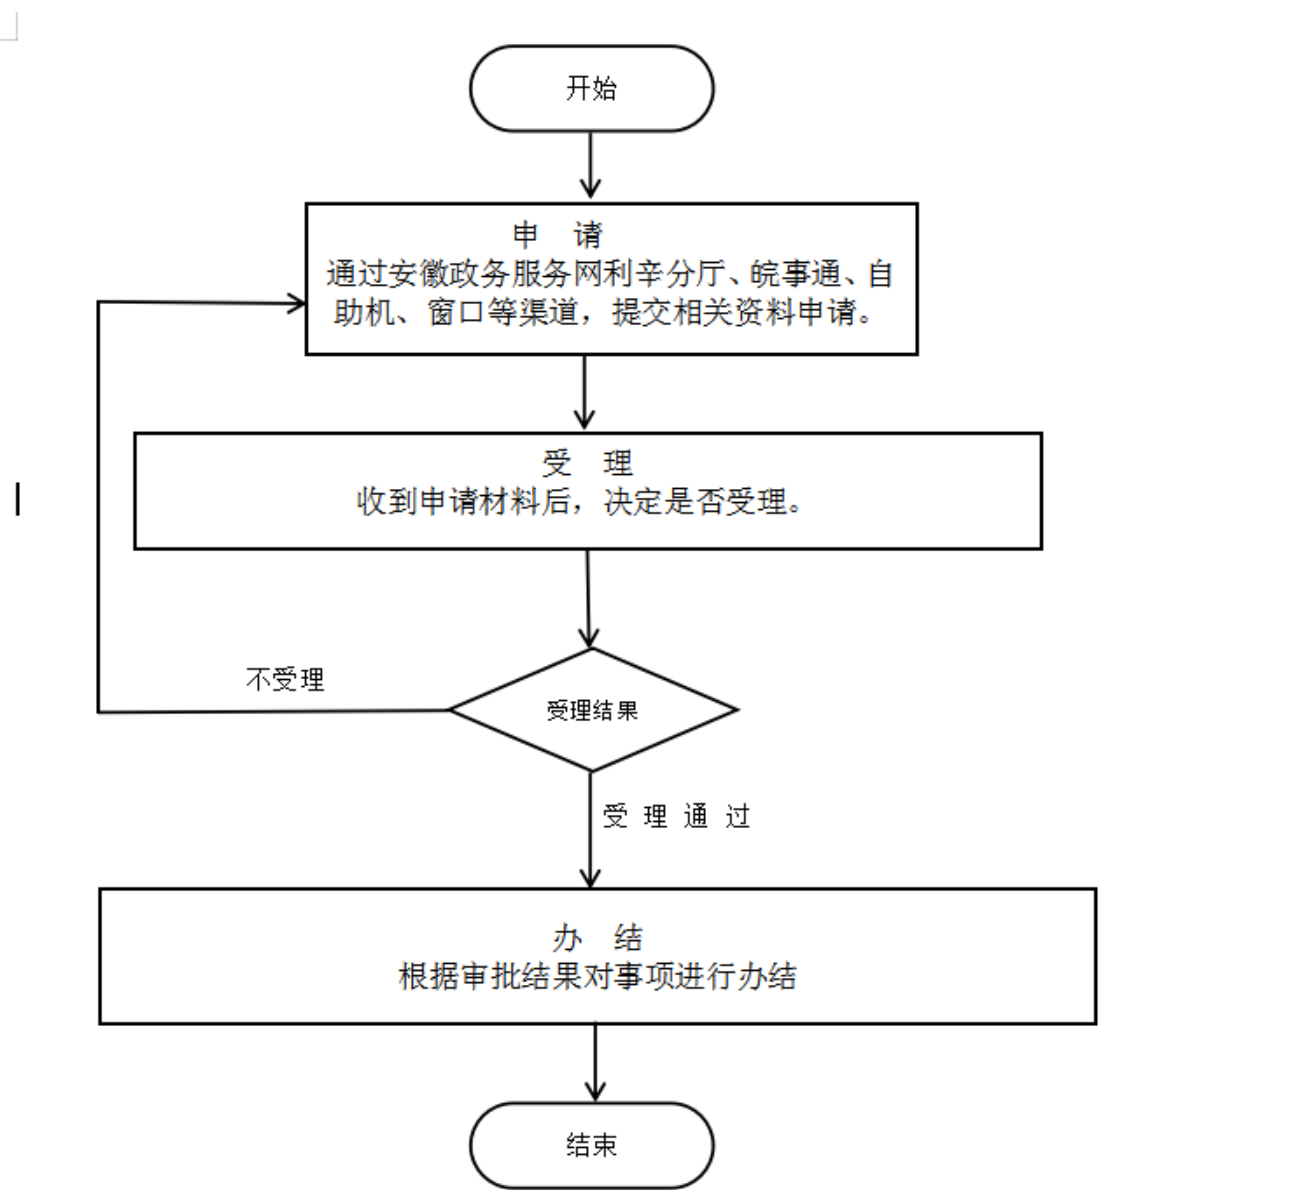 开始
申 请
通过安徽政务服务网利辛分厅、皖事通、自
助机、窗口等渠道，提交相关资料申请。
受 理
收到申请材料后，决定是否受理。
不受理
受理结果
受 理 通 过
办 结
根据审批结果对事项进行办结
结束